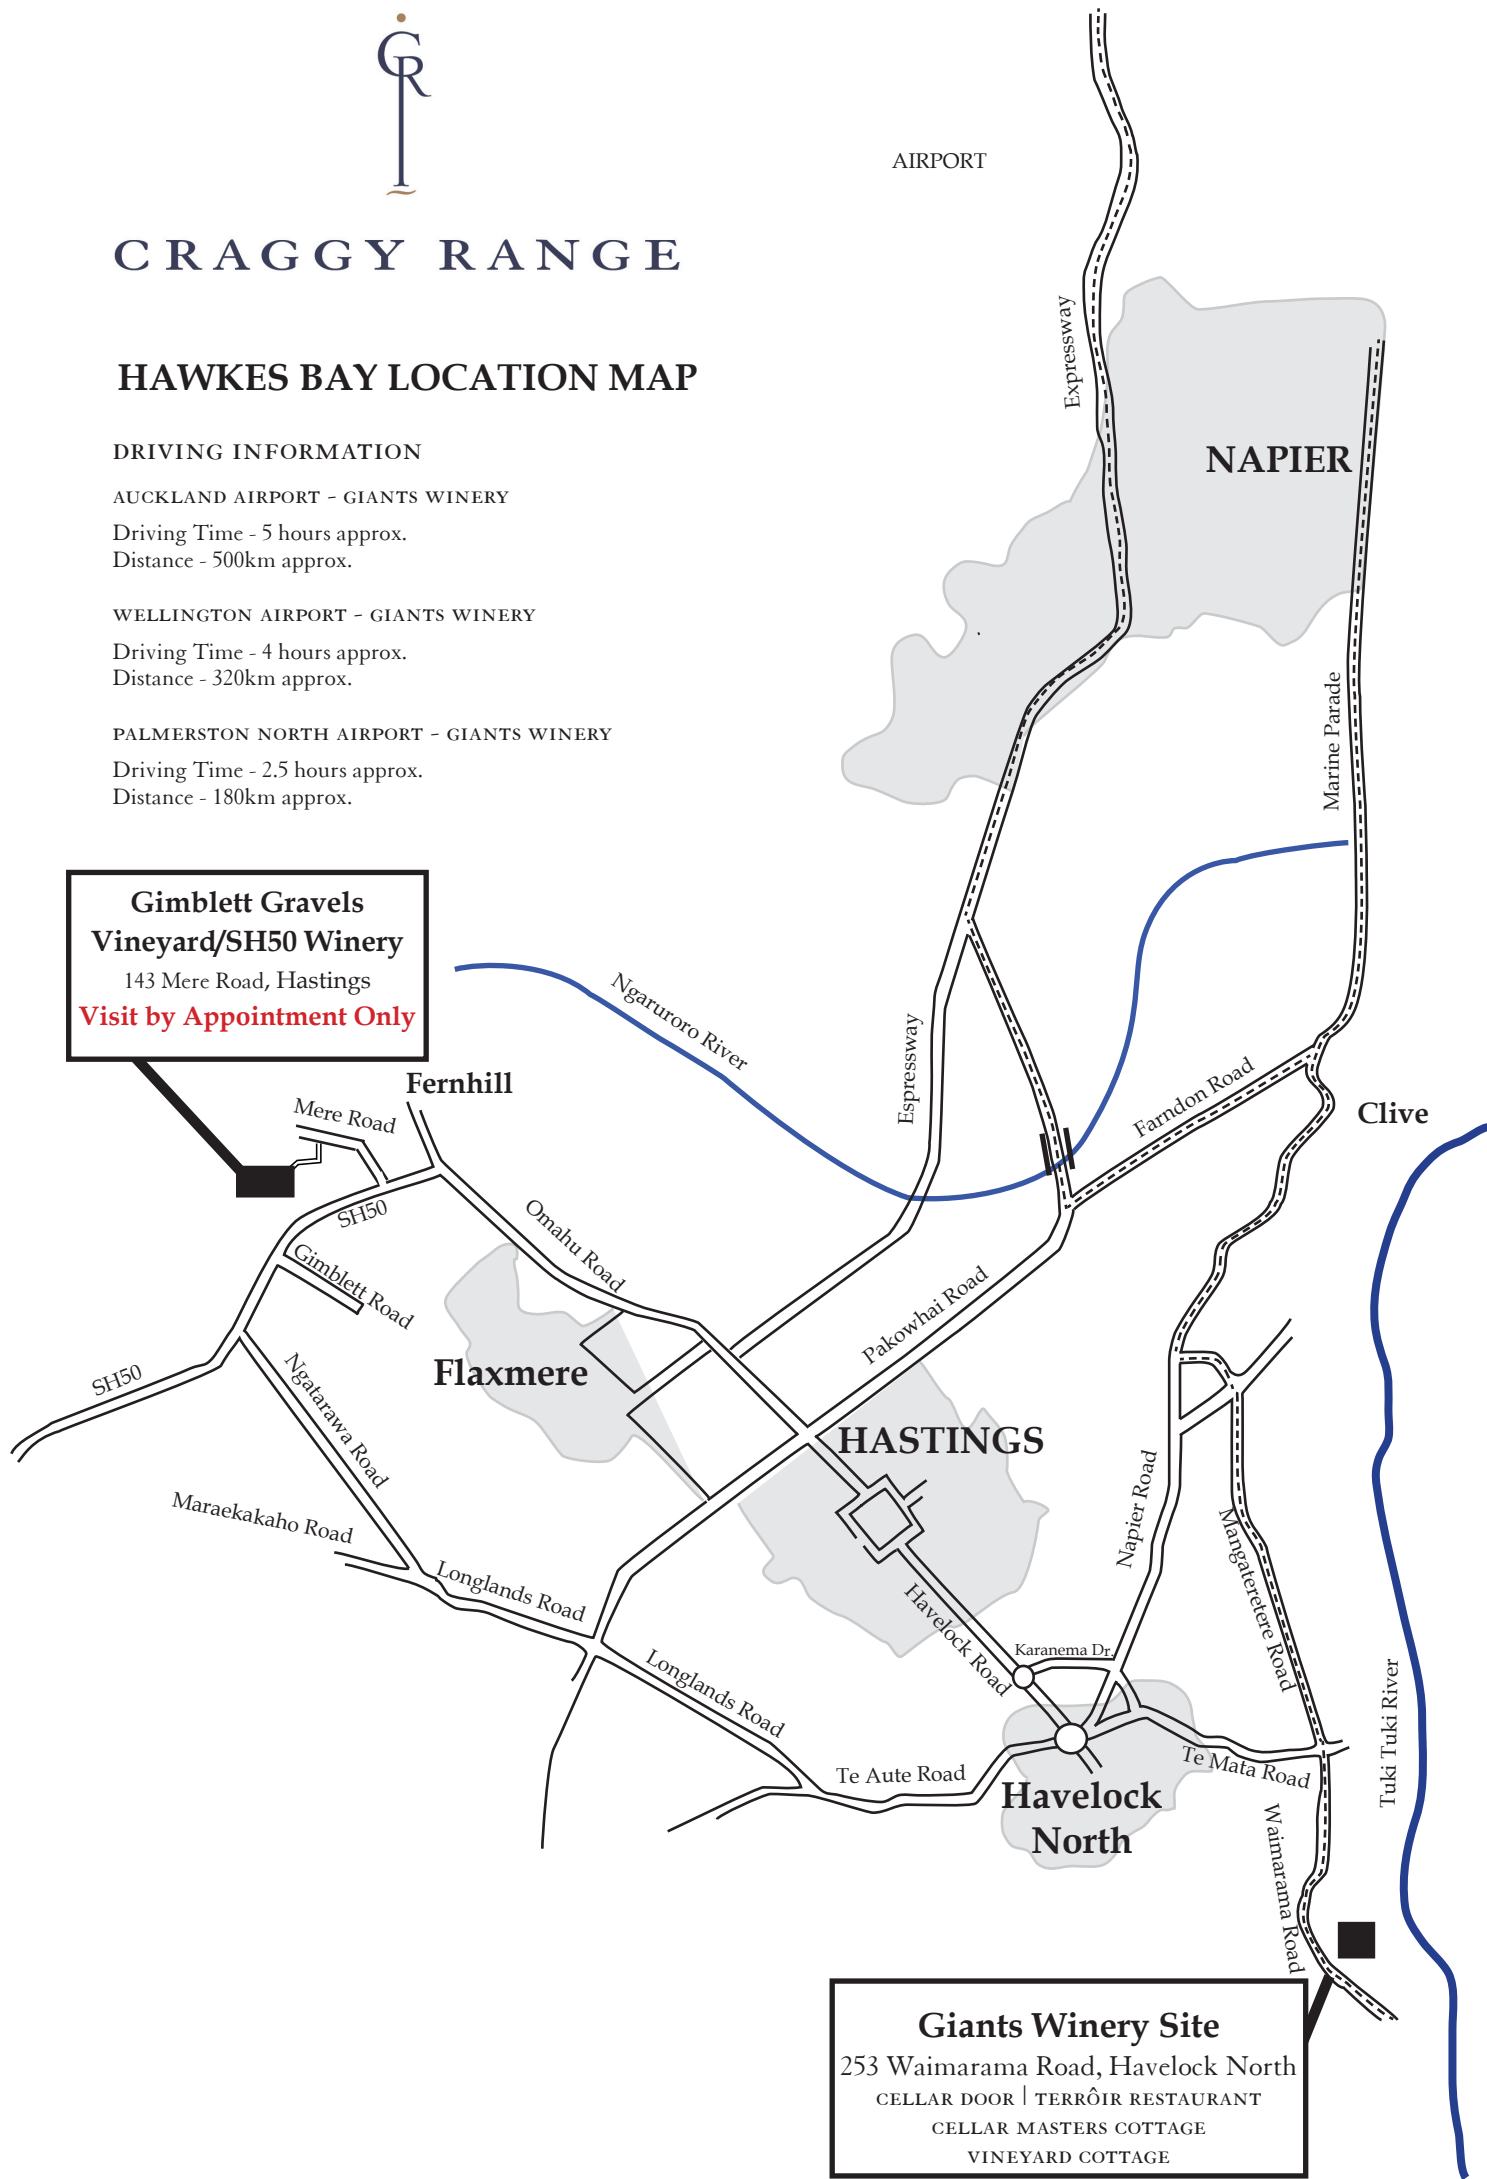 CR
CRAGGY RANGE
HAWKES BAY LOCATION MAP
DRIVING INFORMATION
AUCKLAND AIRPORT - GIANTS WINERY
Driving Time - 5 hours approx.
Distance - 500km approx.
WELLINGTON AIRPORT - GIANTS WINERY
Driving Time - 4 hours approx.
Distance - 320km approx.
PALMERSTON NORTH AIRPORT - GIANTS WINERY
Driving Time - 2.5 hours approx.
Distance - 180km approx.
AIRPORT
Expressway
NAPIER
Marine Parade
Gimblett Gravels
Vineyard/SH50 Winery
143 Mere Road, Hastings
Visit by Appointment Only
Ngaruroro River
Espressway
Farndon Road
Clive
Fernhill
Mere Road
SH50
Omahu Road
Gimblett Road
Pakowhai Road
Flaxmere
SH50
Ngatarawa Road
HASTINGS
Maraekakaho Road
Longlands Road
Napier Road
Mangateretere Road
Havelock Road
Karanema Dr.
Longlands Road
Te Aute Road
Te Mata Road
Tuki Tuki River
Havelock
North
Waimarama Road
Giants Winery Site
253 Waimarama Road, Havelock North
CELLAR DOOR | TERRÔIR RESTAURANT
CELLAR MASTERS COTTAGE
VINEYARD COTTAGE